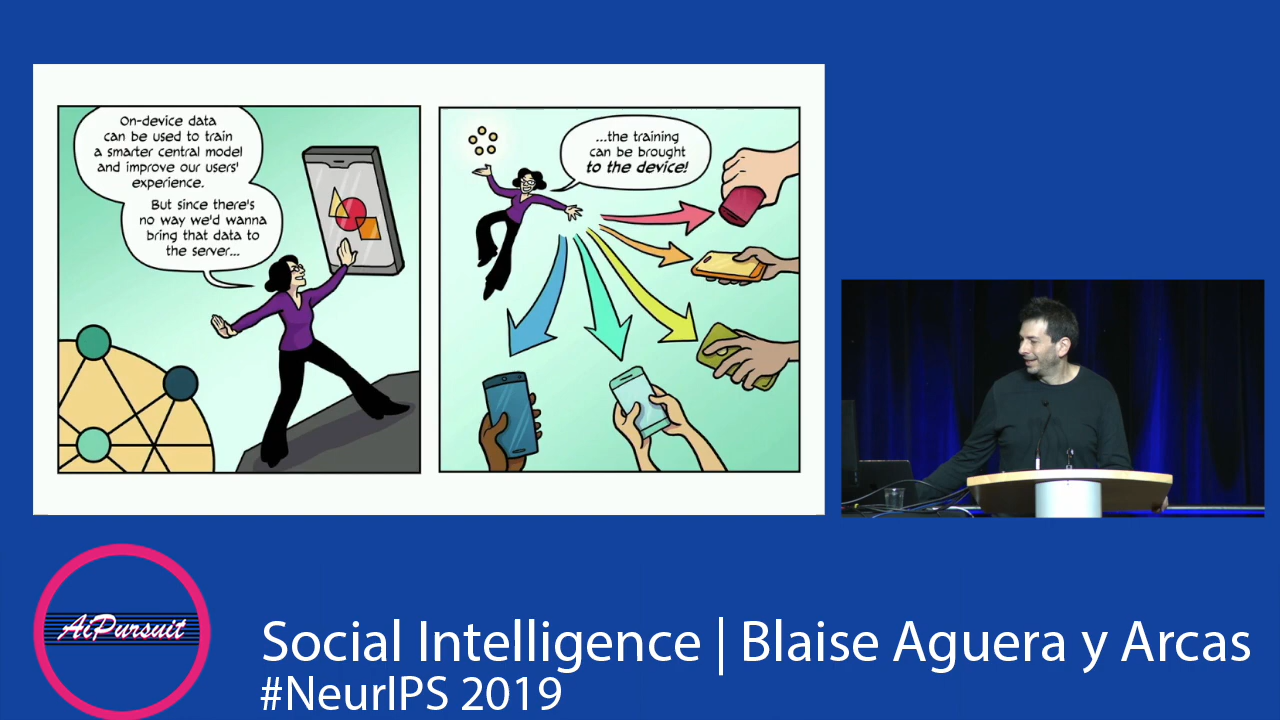 On-device data
can be used to train
a smarter central model
and improve our users'
experience.
But since there's
no way we'd wanna
bring that data to
the server...
...the training
can be brought
to the device!
AiPursuit
Social Intelligence | Blaise Aguera y Arcas
#NeurIPS 2019